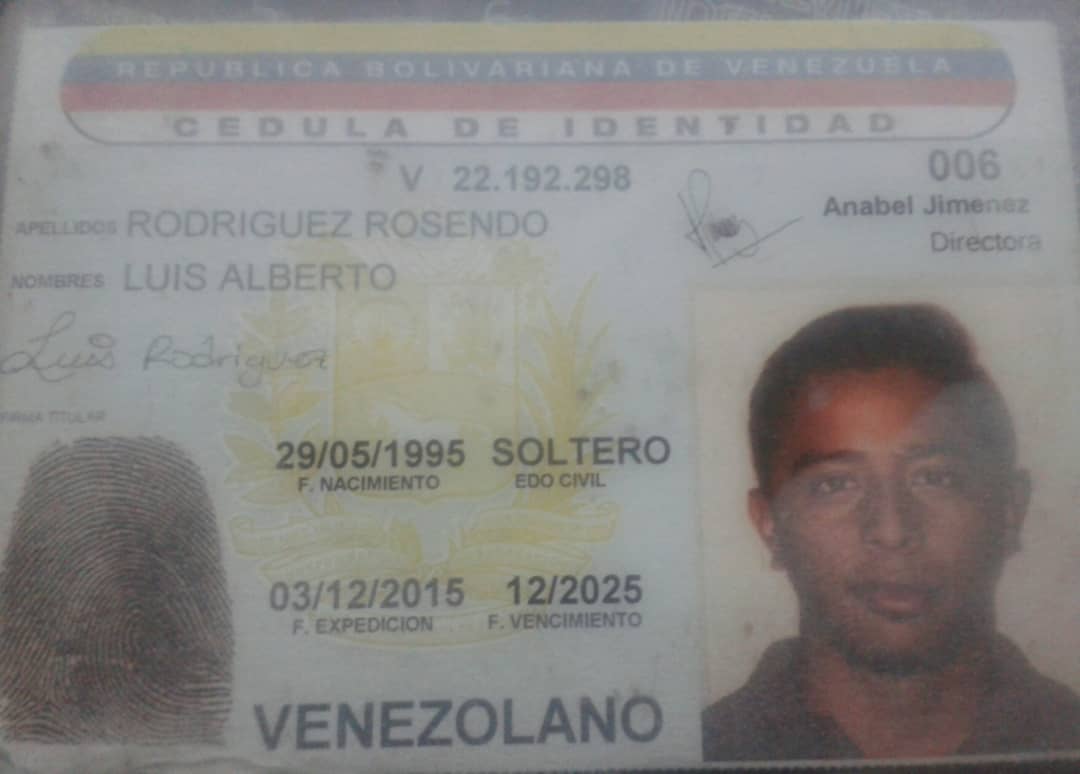 REPUBLICA BOLIVARIANA DE VENEZUELA
CEDULA DE IDENTIDAD
V 22.192.298
006
Anabel Jimenez
Directora
APELLIDOS RODRIGUEZ ROSENDO
NOMBRES LUIS ALBERTO
Luis Rodriguez
FIRMA TITULAR
29/05/1995 SOLTERO
F. NACIMIENTO EDO CIVIL
03/12/2015 12/2025
F. EXPEDICION F. VENCIMIENTO
VENEZOLANO